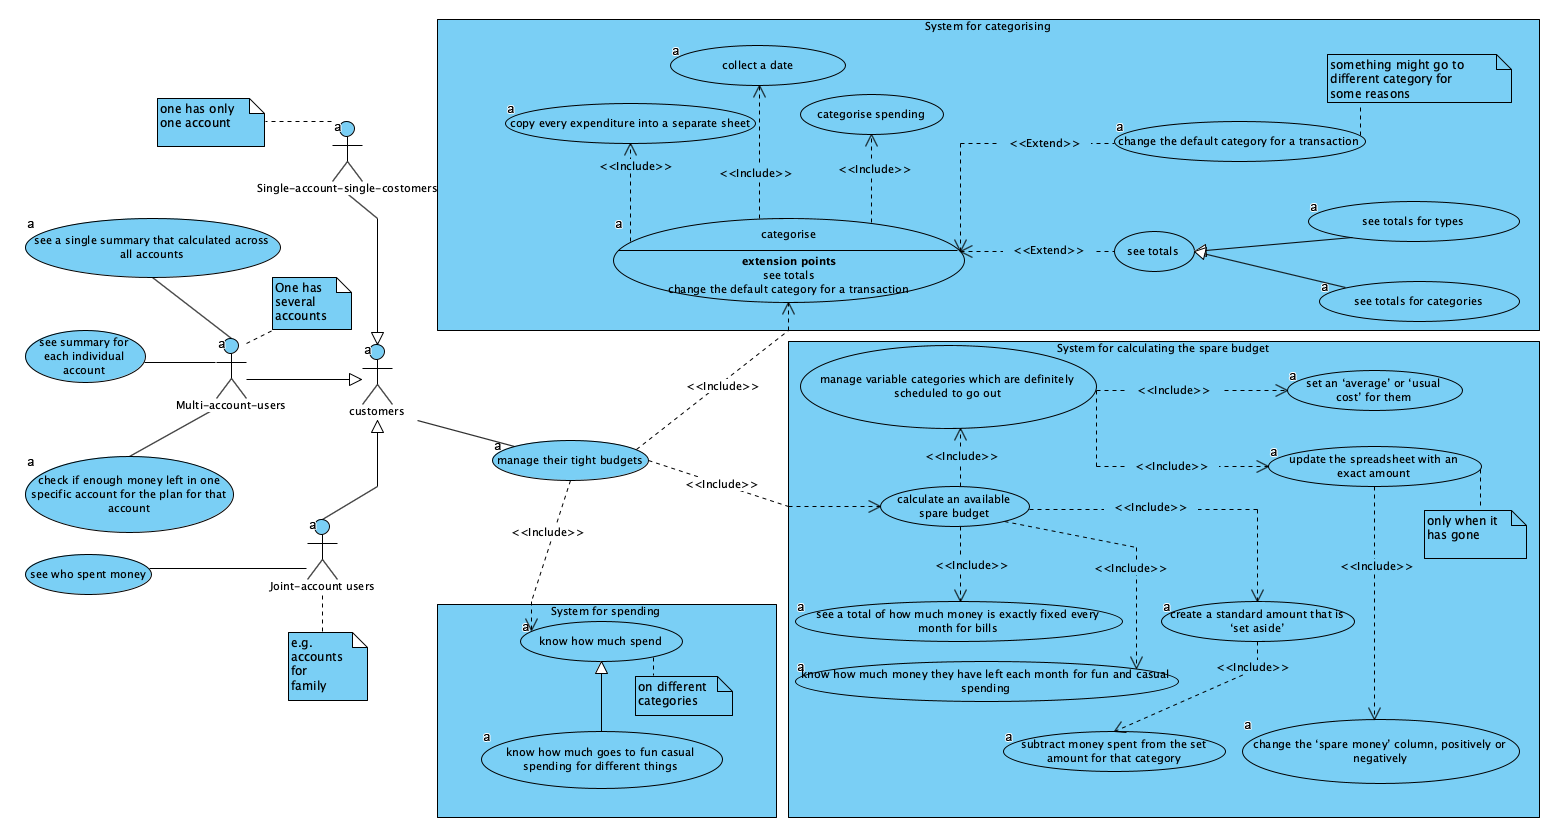 System for categorising
a
collect a date
a
copy every expenditure into a separate sheet
categorise spending
something might go to
different category for
some reasons
a
change the default category for a transaction
<<Include>>
<<Include>>
<<Include>>
<<Extend>>
a
categorise
extension points
see totals
change the default category for a transaction
<<Extend>>
see totals
a
see totals for types
a
see totals for categories
one has only
one account
a
Single-account-single-costomers
a
see a single summary that calculated across
all accounts
One has
several
accounts
see summary for
each individual
account
a
Multi-account-users
a
customers
a
check if enough money left in one
specific account for the plan for that
account
a
Joint-account users
see who spent money
e.g.
accounts
for
family
a
manage their tight budgets
<<Include>>
<<Include>>
<<Include>>
System for spending
a
know how much spend
on different
categories
a
know how much goes to fun casual
spending for different things
System for calculating the spare budget
manage variable categories which are definitely
scheduled to go out
<<Include>>
a
set an ‘average’ or ‘usual
cost’ for them
<<Include>>
<<Include>>
a
update the spreadsheet with an
exact amount
calculate an available
spare budget
<<Include>>
only when it
has gone
<<Include>>
<<Include>>
<<Include>>
a
see a total of how much money is exactly fixed every
month for bills
a
create a standard amount that is
‘set aside’
a
know how much money they have left each month for fun and casual
spending
<<Include>>
a
subtract money spent from the set
amount for that category
a
change the ‘spare money’ column, positively or
negatively